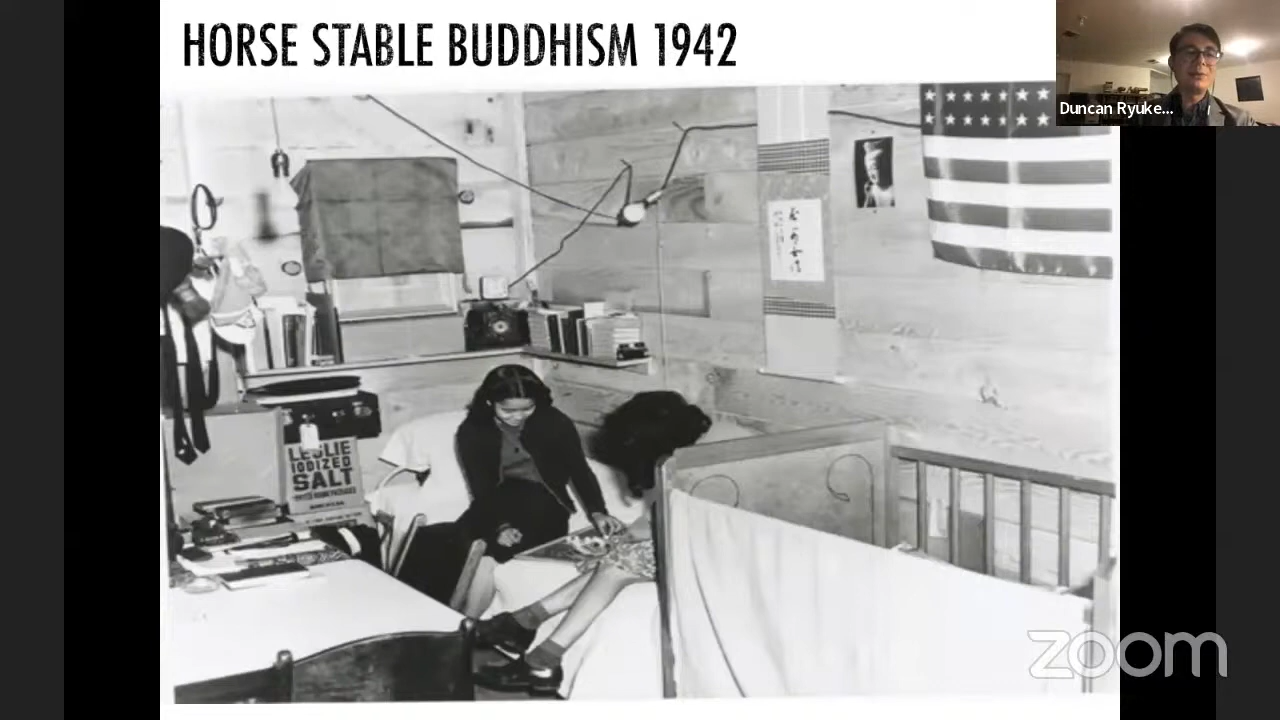 HORSE STABLE BUDDHISM 1942
Duncan Ryuke...
LESLIE
IODIZED
SALT
zoom